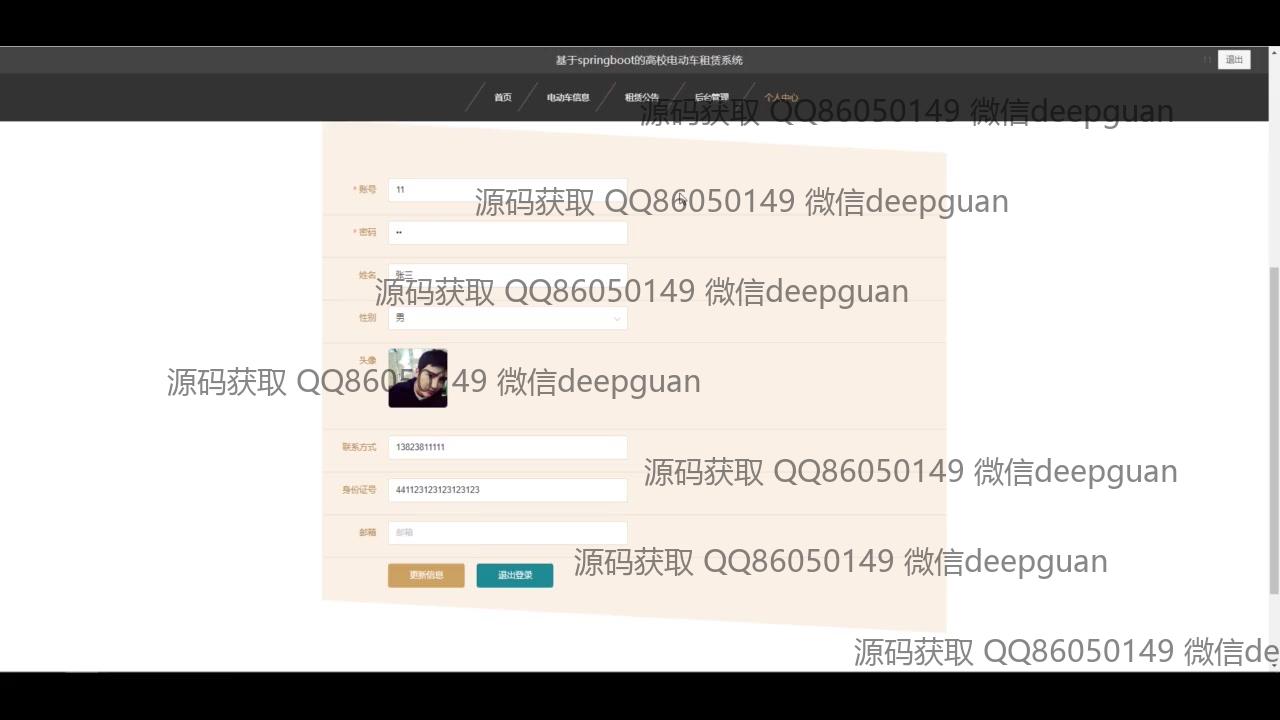 基于springboot的高校电动车租赁系统
退出
首页 电动车信息 租赁公告 后台管理 个人中心
源码获取 QQ86050149 微信deepguan
* 账号 11
源码获取 QQ86050149 微信deepguan
* 密码 ••
姓名 张三
源码获取 QQ86050149 微信deepguan
性别 男
头像
源码获取 QQ86050149 微信deepguan
联系方式 13823811111
源码获取 QQ86050149 微信deepguan
身份证号 441123123123123123
邮箱 邮箱
源码获取 QQ86050149 微信deepguan
更新信息 退出登录
源码获取 QQ86050149 微信de